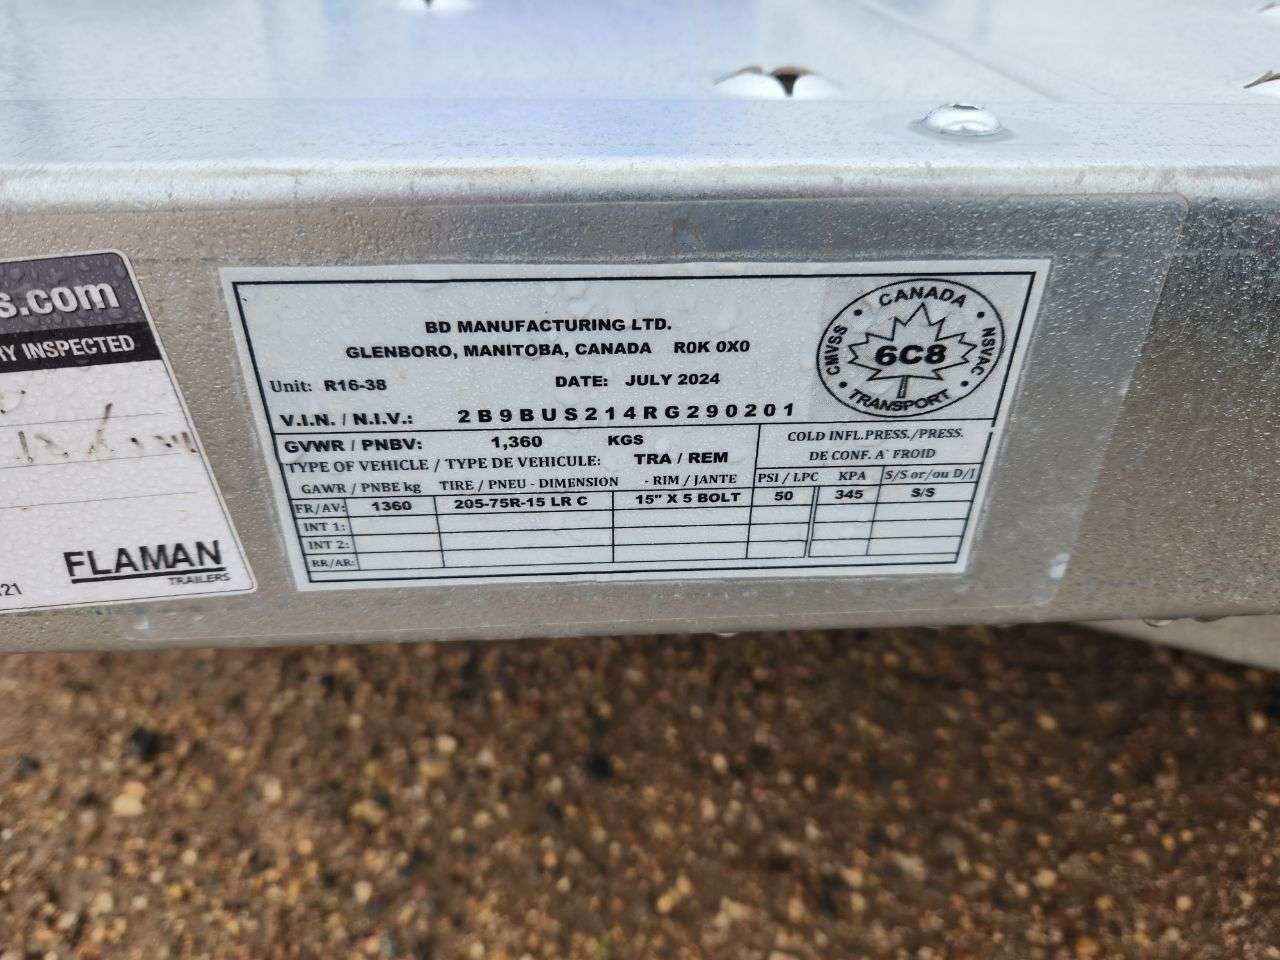 s.com
RY INSPECTED
FLAMAN
TRAILERS
21
BD MANUFACTURING LTD.
GLENBORO, MANITOBA, CANADA R0K 0X0
Unit: R16-38 DATE: JULY 2024
V.I.N. / N.I.V.: 2B9BUS214RG290201
GVWR / PNBV: 1,360 KGS
TYPE OF VEHICLE / TYPE DE VEHICULE: TRA / REM
COLD INFL.PRESS./PRESS.
DE CONF. A` FROID
GAWR / PNBE kg TIRE / PNEU - DIMENSION - RIM / JANTE PSI / LPC KPA S/S or/ou D/J
FR/AV: 1360 205-75R-15 LR C 15" X 5 BOLT 50 345 S/S
INT 1:
INT 2:
RR/AR:
CANADA
CMVSS
NSVAC
6C8
TRANSPORT